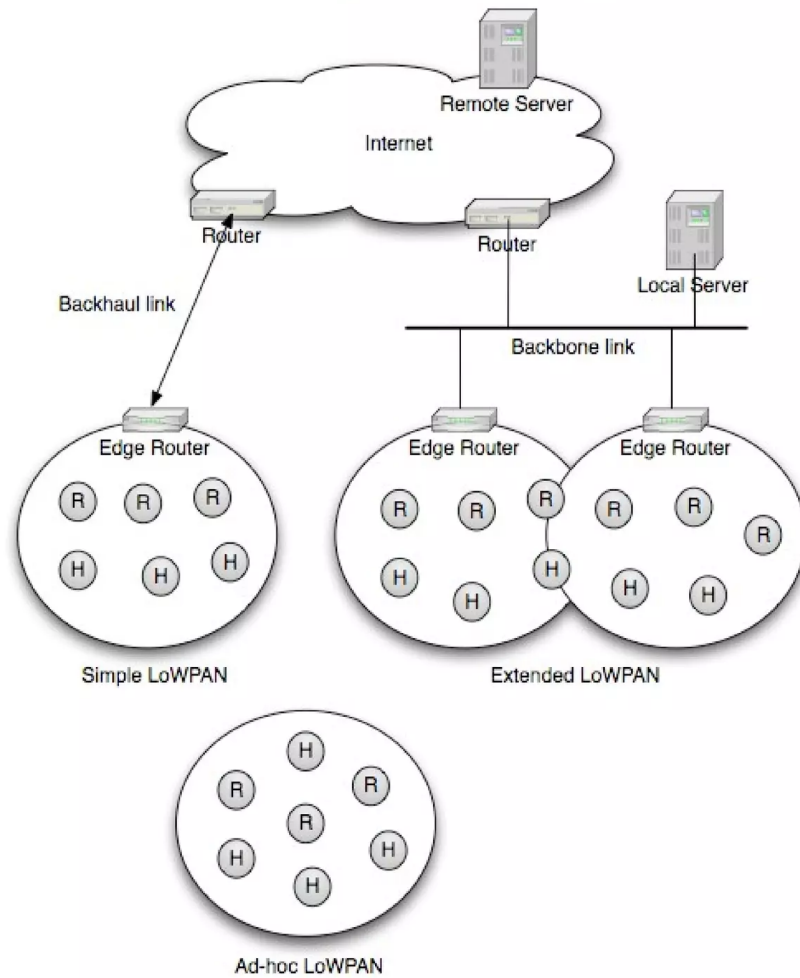 Remote Server
Internet
Router
Router
Local Server
Backhaul link
Backbone link
Edge Router
Edge Router
Edge Router
R
R
R
H
H
H
R
R
R
H
H
H
R
R
R
H
H
Simple LoWPAN
Extended LoWPAN
H
R
R
R
H
H
H
Ad-hoc LoWPAN